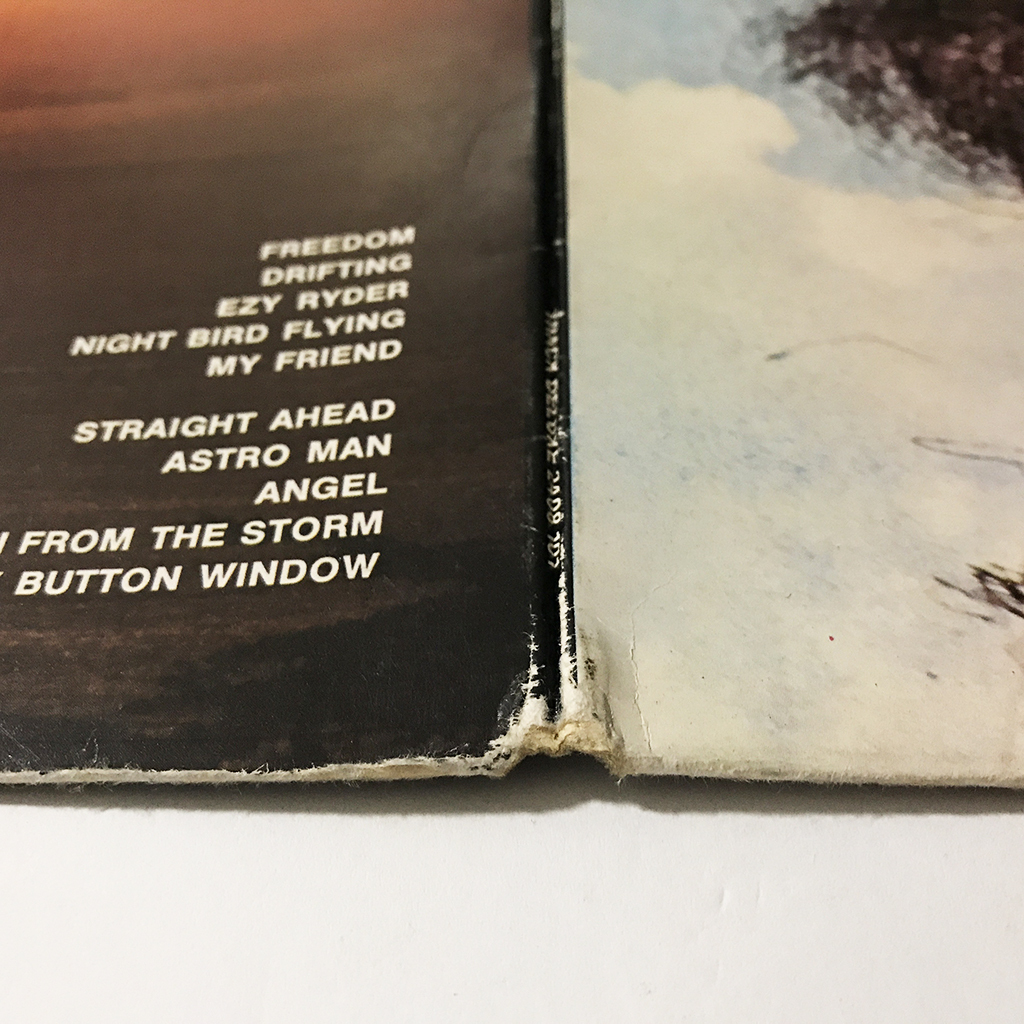 FREEDOM
DRIFTING
EZY RYDER
NIGHT BIRD FLYING
MY FRIEND
STRAIGHT AHEAD
ASTRO MAN
ANGEL
FROM THE STORM
BUTTON WINDOW